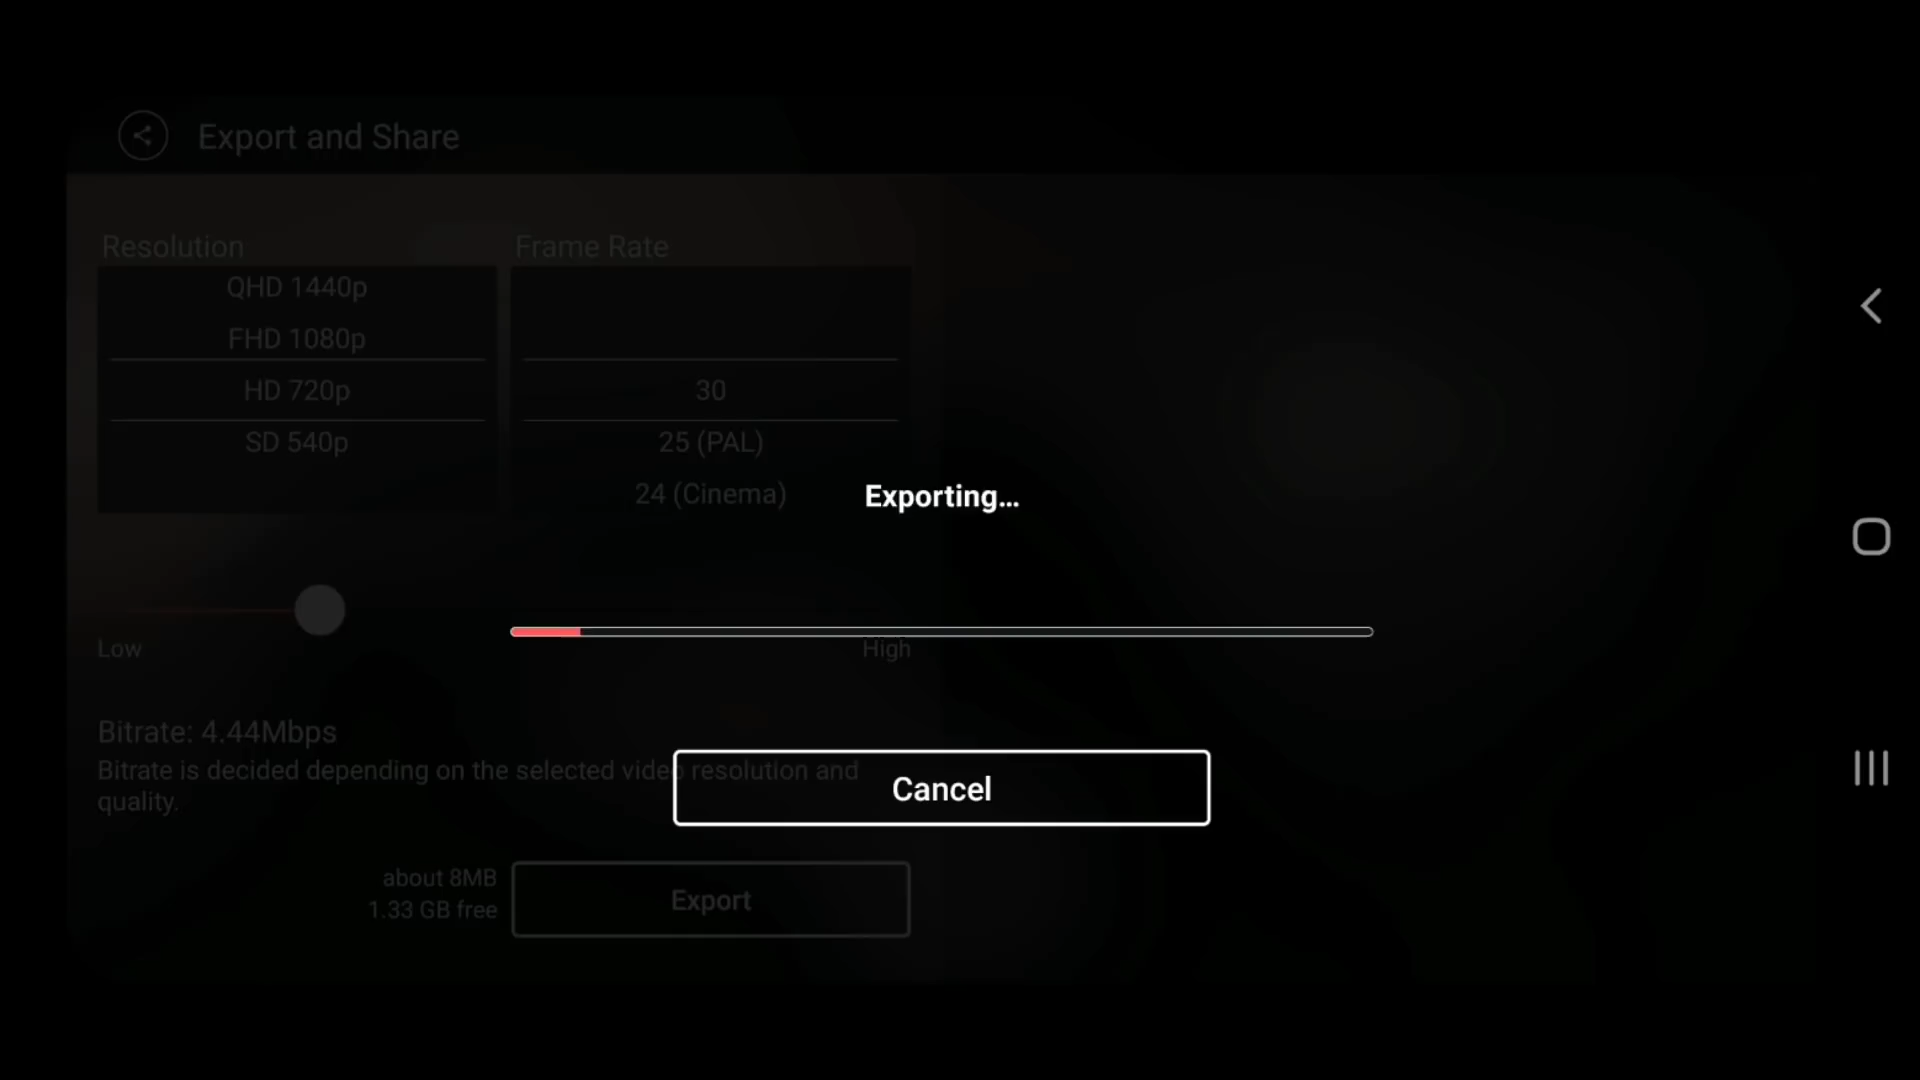 Export and Share
Resolution
Frame Rate
QHD 1440p
FHD 1080p
HD 720p
SD 540p
30
25 (PAL)
24 (Cinema)
Exporting...
Low
High
Bitrate: 4.44Mbps
Bitrate is decided depending on the selected video resolution and
quality.
Cancel
about 8MB
1.33 GB free
Export